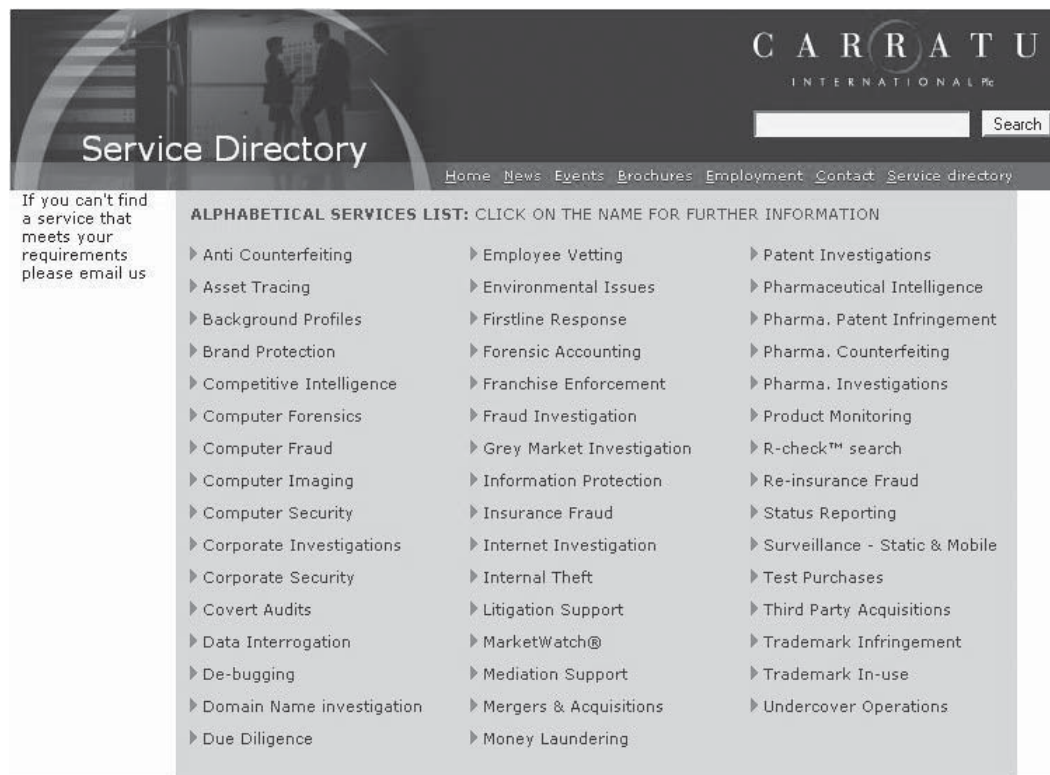 CARRATU
INTERNATIONAL Plc
Search
Service Directory
Home News Events Brochures Employment Contact Service directory
If you can't find
a service that
meets your
requirements
please email us
ALPHABETICAL SERVICES LIST: CLICK ON THE NAME FOR FURTHER INFORMATION
Anti Counterfeiting
Asset Tracing
Background Profiles
Brand Protection
Competitive Intelligence
Computer Forensics
Computer Fraud
Computer Imaging
Computer Security
Corporate Investigations
Corporate Security
Covert Audits
Data Interrogation
De-bugging
Domain Name investigation
Due Diligence
Employee Vetting
Environmental Issues
Firstline Response
Forensic Accounting
Franchise Enforcement
Fraud Investigation
Grey Market Investigation
Information Protection
Insurance Fraud
Internet Investigation
Internal Theft
Litigation Support
MarketWatch®
Mediation Support
Mergers & Acquisitions
Money Laundering
Patent Investigations
Pharmaceutical Intelligence
Pharma. Patent Infringement
Pharma. Counterfeiting
Pharma. Investigations
Product Monitoring
R-check™ search
Re-insurance Fraud
Status Reporting
Surveillance - Static & Mobile
Test Purchases
Third Party Acquisitions
Trademark Infringement
Trademark In-use
Undercover Operations